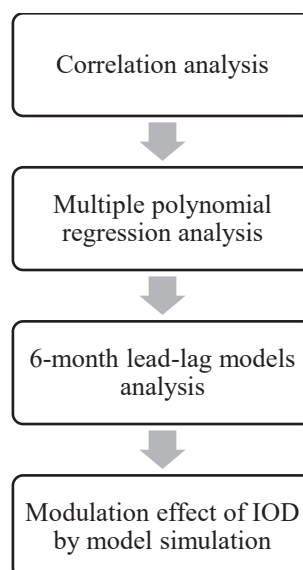 Correlation analysis
Multiple polynomial
regression analysis
6-month lead-lag models
analysis
Modulation effect of IOD
by model simulation